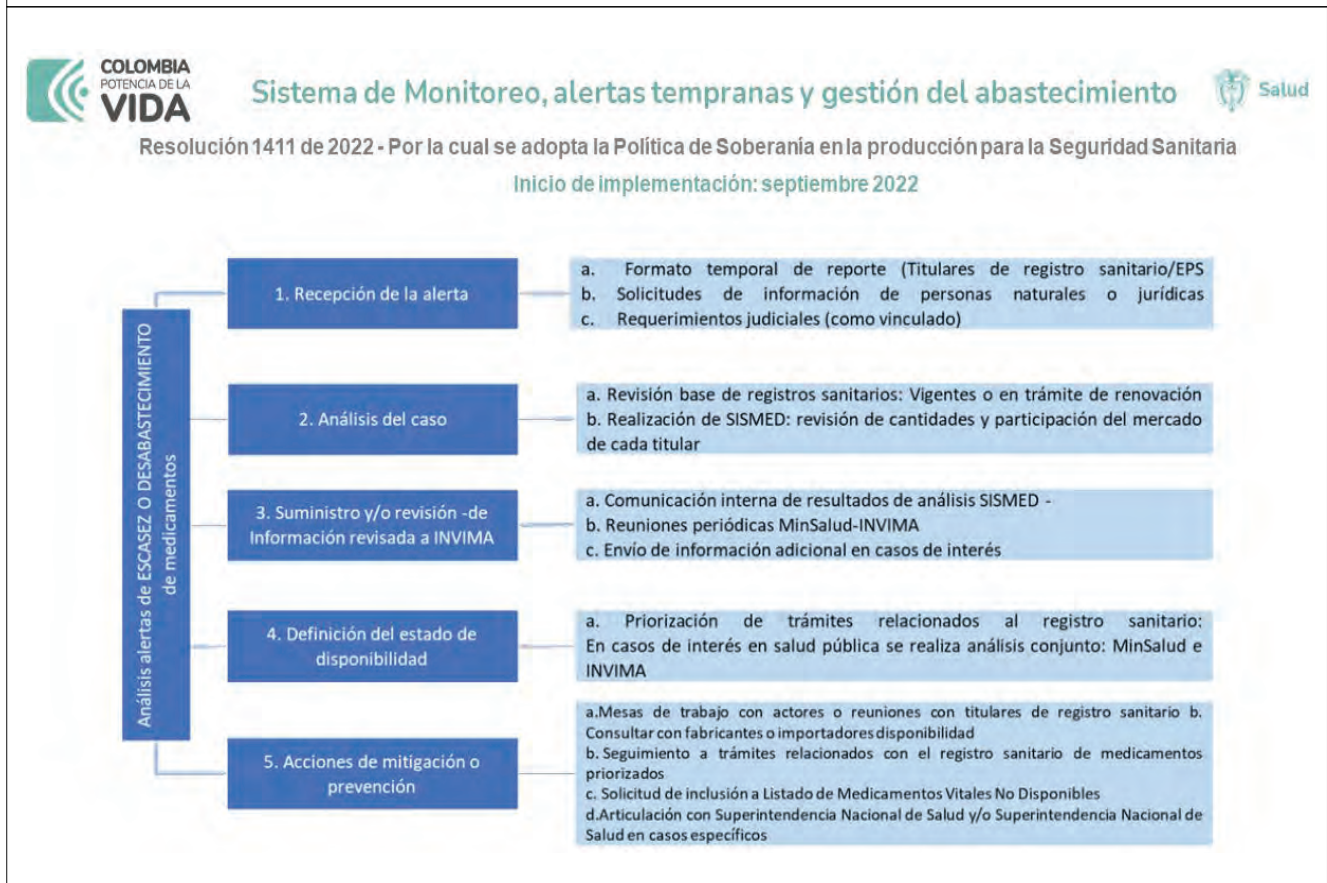 COLOMBIA
POTENCIA DE LA
VIDA
Sistema de Monitoreo, alertas tempranas y gestión del abastecimiento
Salud
Resolución 1411 de 2022 - Por la cual se adopta la Política de Soberanía en la producción para la Seguridad Sanitaria
Inicio de implementación: septiembre 2022
Análisis alertas de ESCASEZ O DESABASTECIMIENTO
de medicamentos
1. Recepción de la alerta
a. Formato temporal de reporte (Titulares de registro sanitario/EPS
b. Solicitudes de información de personas naturales o jurídicas
c. Requerimientos judiciales (como vinculado)
2. Análisis del caso
a. Revisión base de registros sanitarios: Vigentes o en trámite de renovación
b. Realización de SISMED: revisión de cantidades y participación del mercado
de cada titular
3. Suministro y/o revisión -de
Información revisada a INVIMA
a. Comunicación interna de resultados de análisis SISMED -
b. Reuniones periódicas MinSalud-INVIMA
c. Envío de información adicional en casos de interés
4. Definición del estado de
disponibilidad
a. Priorización de trámites relacionados al registro sanitario:
En casos de interés en salud pública se realiza análisis conjunto: MinSalud e
INVIMA
5. Acciones de mitigación o
prevención
a.Mesas de trabajo con actores o reuniones con titulares de registro sanitario b.
Consultar con fabricantes o importadores disponibilidad
b. Seguimiento a trámites relacionados con el registro sanitario de medicamentos
priorizados
c. Solicitud de inclusión a Listado de Medicamentos Vitales No Disponibles
d.Articulación con Superintendencia Nacional de Salud y/o Superintendencia Nacional de
Salud en casos específicos